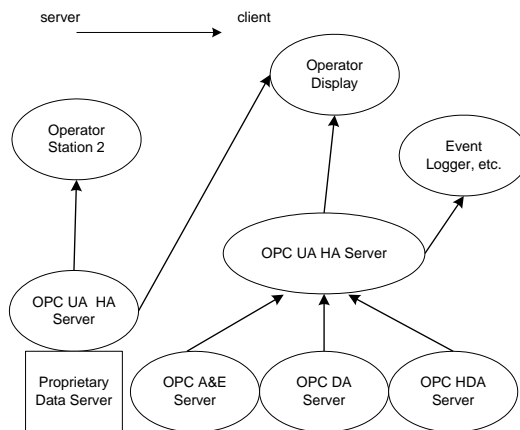 server
client
Operator
Display
Operator
Station 2
Event
Logger, etc.
OPC UA HA Server
OPC UA  HA
Server
Proprietary
Data Server
OPC A&E
Server
OPC DA
Server
OPC HDA
Server